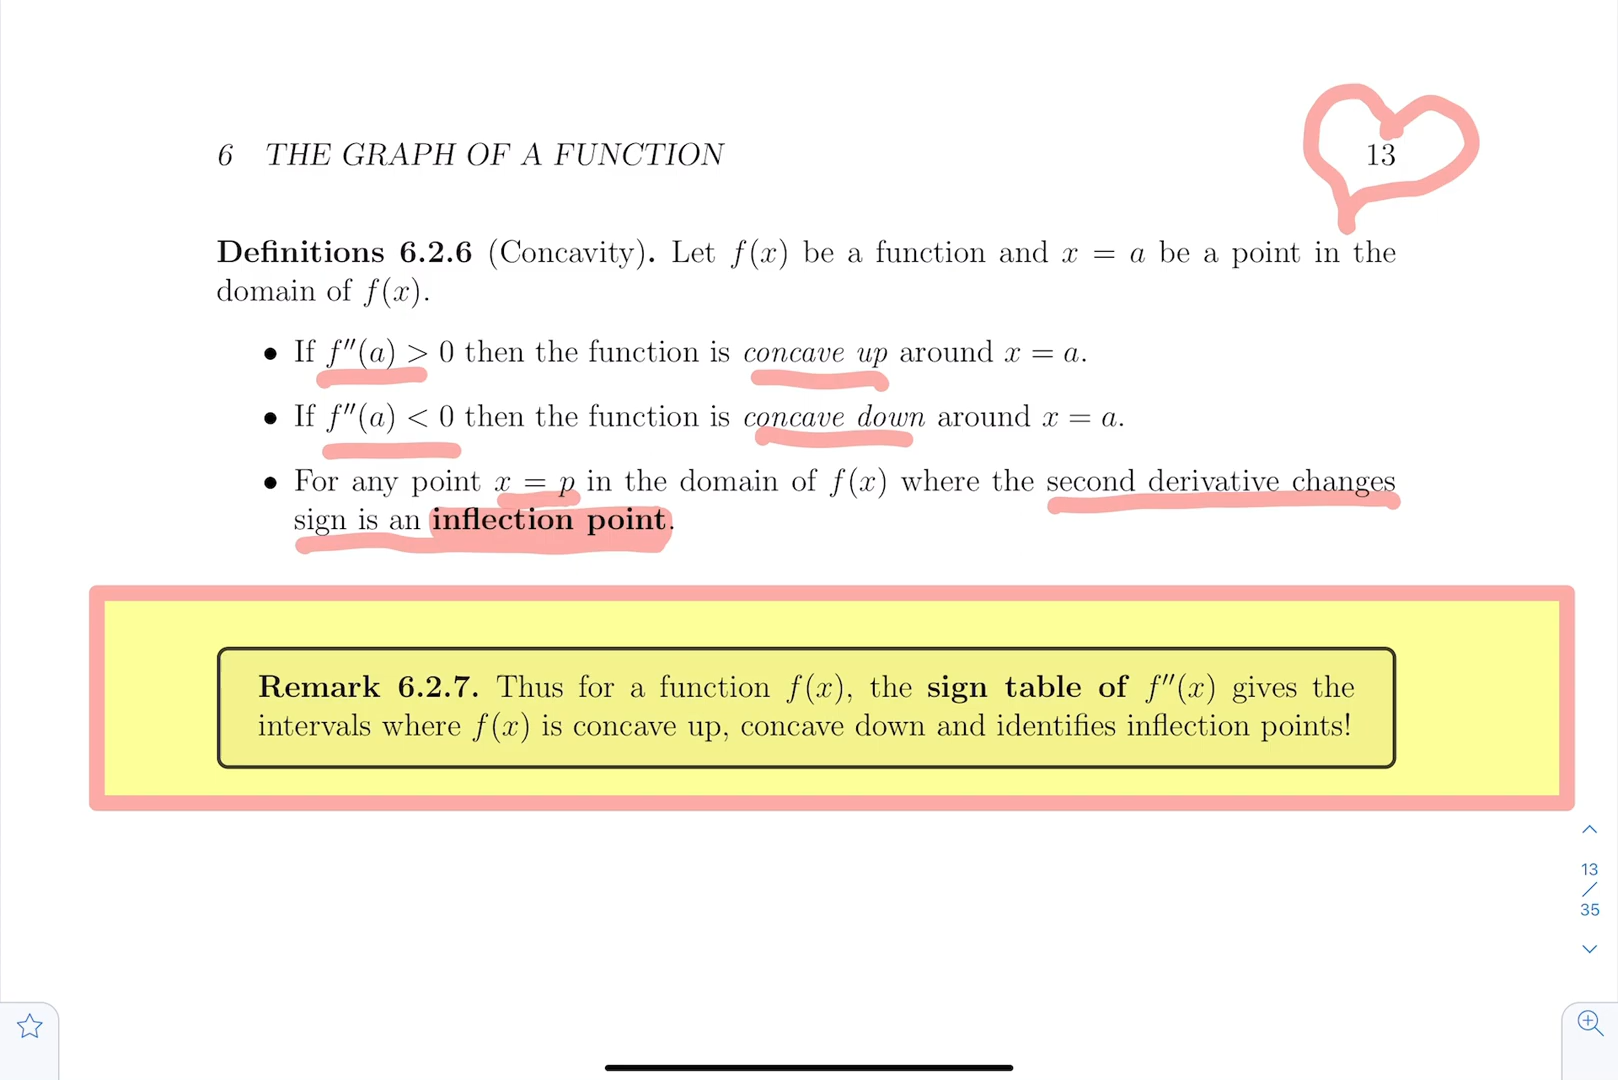 6 THE GRAPH OF A FUNCTION 13
Definitions 6.2.6 (Concavity). Let f(x) be a function and x = a be a point in the
domain of f(x).
• If f″(a) > 0 then the function is concave up around x = a.
• If f″(a) < 0 then the function is concave down around x = a.
• For any point x = p in the domain of f(x) where the second derivative changes
sign is an inflection point.
Remark 6.2.7. Thus for a function f(x), the sign table of f″(x) gives the
intervals where f(x) is concave up, concave down and identifies inflection points!
13
/
35